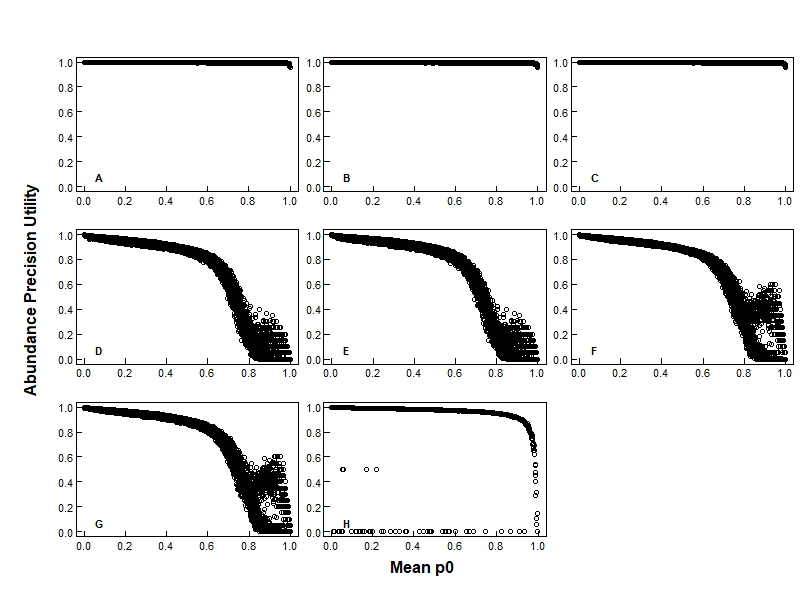 1.0 1.0 1.0
0.8 0.8 0.8
0.6 0.6 0.6
0.4 0.4 0.4
0.2 0.2 0.2
0.0 A 0.0 B 0.0 C
0.0 0.2 0.4 0.6 0.8 1.0 0.0 0.2 0.4 0.6 0.8 1.0 0.0 0.2 0.4 0.6 0.8 1.0
Abundance Precision Utility
1.0 1.0 1.0
0.8 0.8 0.8
0.6 0.6 0.6
0.4 0.4 0.4
0.2 0.2 0.2
0.0 D 0.0 E 0.0 F
0.0 0.2 0.4 0.6 0.8 1.0 0.0 0.2 0.4 0.6 0.8 1.0 0.0 0.2 0.4 0.6 0.8 1.0
1.0 1.0
0.8 0.8
0.6 0.6
0.4 0.4
0.2 0.2
0.0 G 0.0 H
0.0 0.2 0.4 0.6 0.8 1.0 0.0 0.2 0.4 0.6 0.8 1.0
Mean p0